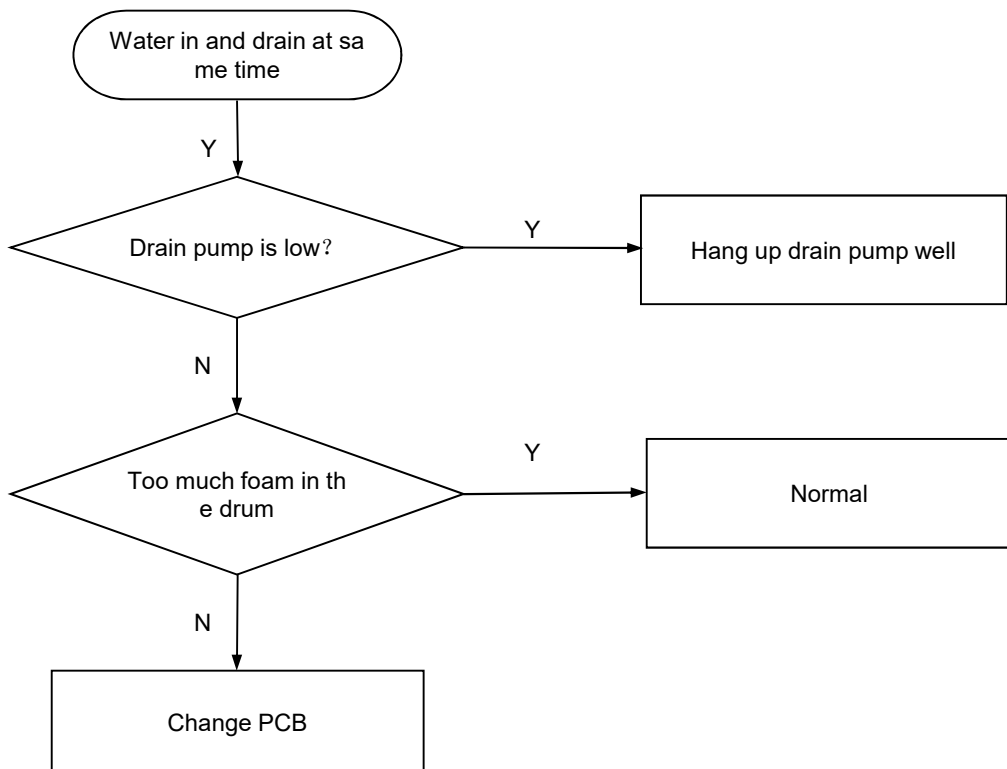 Water in and drain at sa
me time
Y
Drain pump is low？
Y
Hang up drain pump well
N
Too much foam in th
e drum
Y
Normal
N
Change PCB